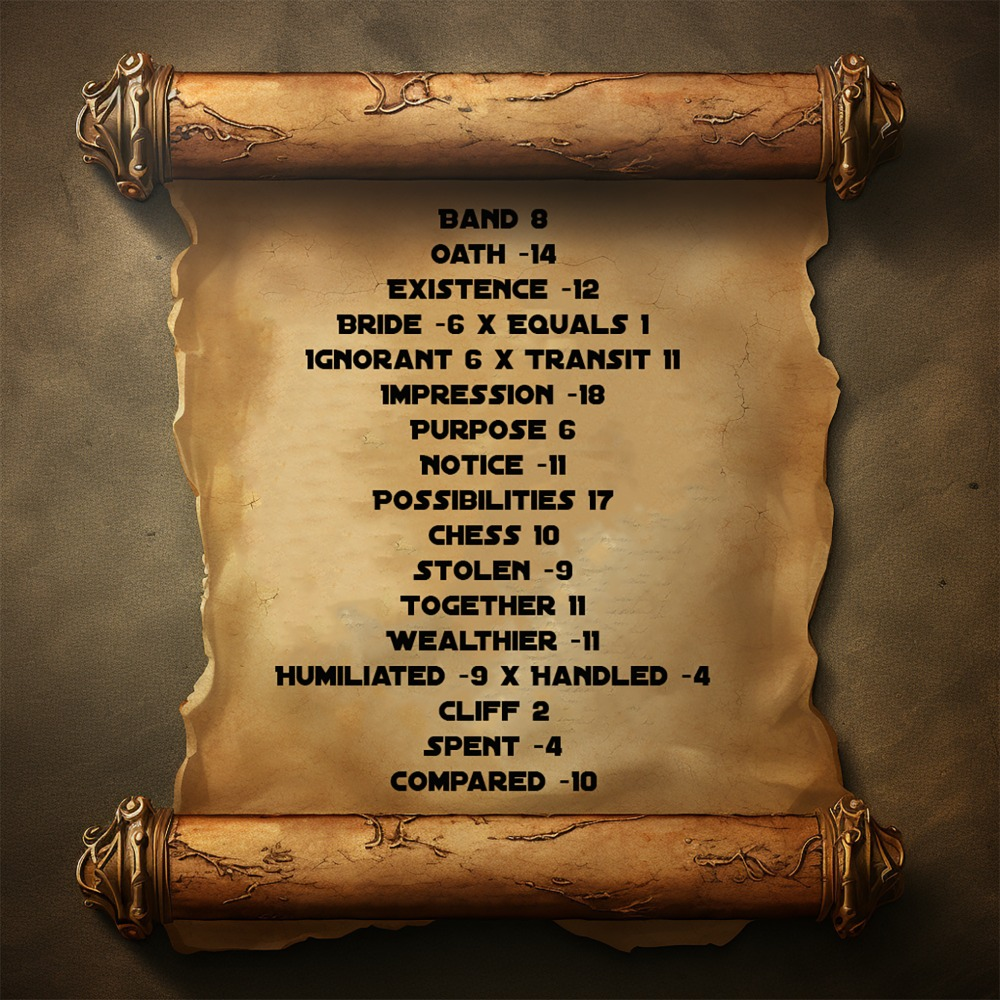 BAND 8
OATH -14
EXISTENCE -12
BRIDE -6 X EQUALS 1
IGNORANT 6 X TRANSIT 11
IMPRESSION -18
PURPOSE 6
NOTICE -11
POSSIBILITIES 17
CHESS 10
STOLEN -9
TOGETHER 11
WEALTHIER -11
HUMILIATED -9 X HANDLED -4
CLIFF 2
SPENT -4
COMPARED -10